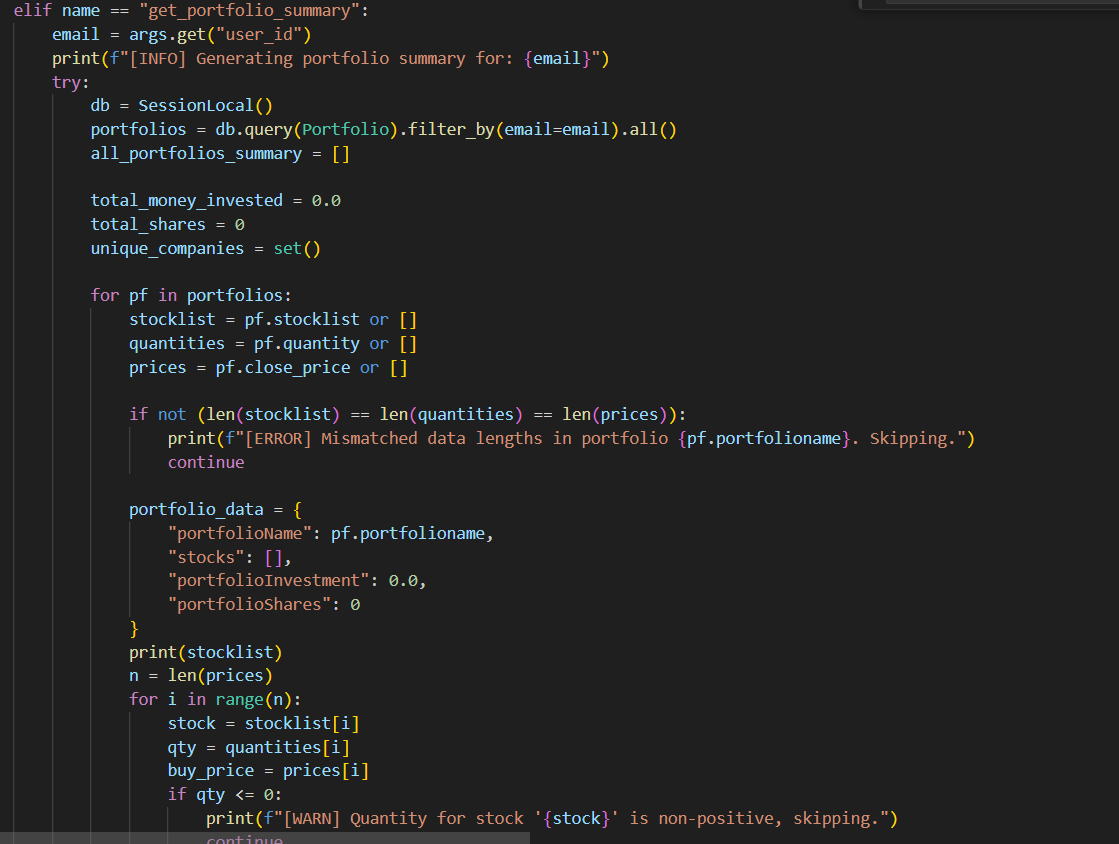 elif name == "get_portfolio_summary":
    email = args.get("user_id")
    print(f"[INFO] Generating portfolio summary for: {email}")
    try:
        db = SessionLocal()
        portfolios = db.query(Portfolio).filter_by(email=email).all()
        all_portfolios_summary = []

        total_money_invested = 0.0
        total_shares = 0
        unique_companies = set()

        for pf in portfolios:
            stocklist = pf.stocklist or []
            quantities = pf.quantity or []
            prices = pf.close_price or []

            if not (len(stocklist) == len(quantities) == len(prices)):
                print(f"[ERROR] Mismatched data lengths in portfolio {pf.portfolioname}. Skipping.")
                continue

            portfolio_data = {
                "portfolioName": pf.portfolioname,
                "stocks": [],
                "portfolioInvestment": 0.0,
                "portfolioShares": 0
            }
            print(stocklist)
            n = len(prices)
            for i in range(n):
                stock = stocklist[i]
                qty = quantities[i]
                buy_price = prices[i]
                if qty <= 0:
                    print(f"[WARN] Quantity for stock '{stock}' is non-positive, skipping.")
                    continue